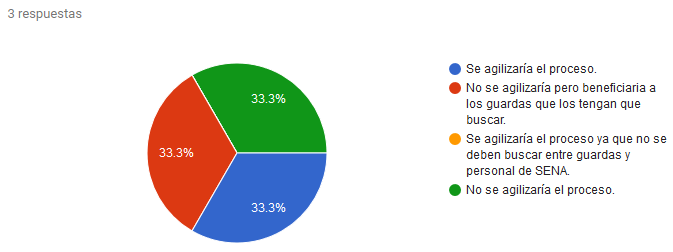 3 respuestas
33.3%
33.3%
33.3%
Se agilizaría el proceso.
No se agilizaría pero beneficiaria a
los guardas que los tengan que
buscar.
Se agilizaría el proceso ya que no se
deben buscar entre guardas y
personal de SENA.
No se agilizaría el proceso.